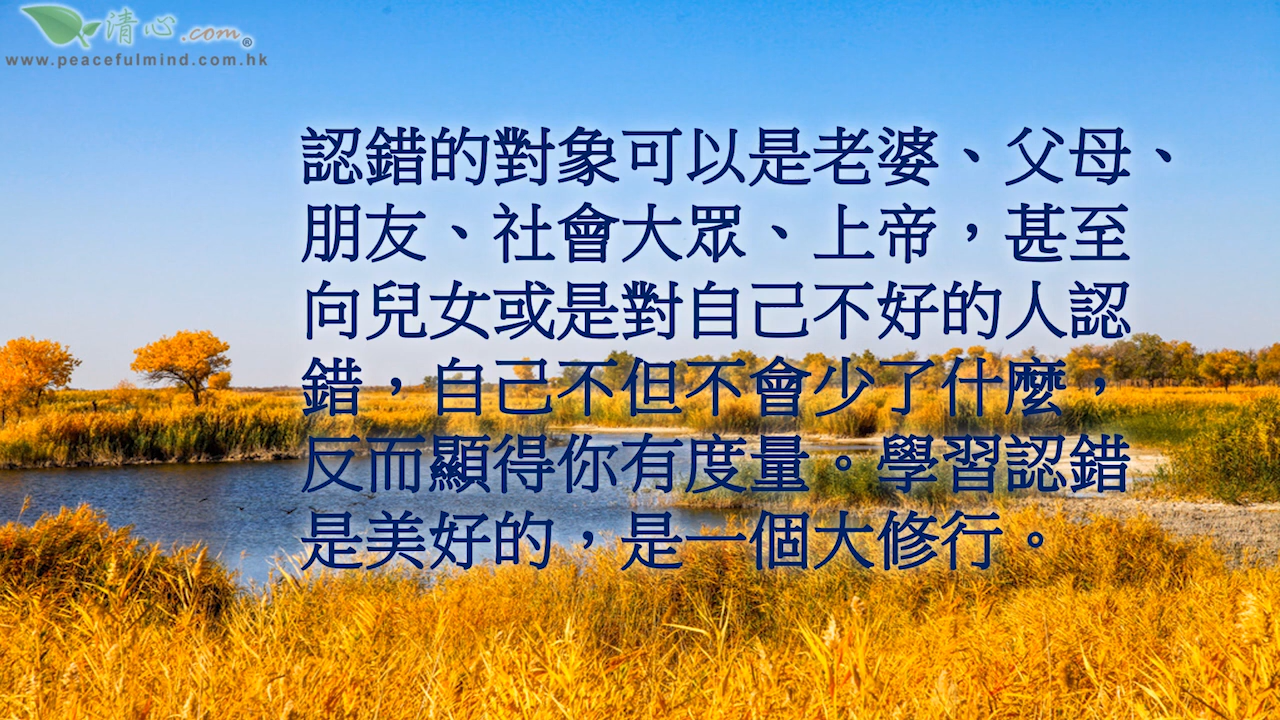 清心.com®
www.peacefulmind.com.hk
認錯的對象可以是老婆、父母、
朋友、社會大眾、上帝，甚至
向兒女或是對自己不好的人認
錯，自己不但不會少了什麼，
反而顯得你有度量。學習認錯
是美好的，是一個大修行。